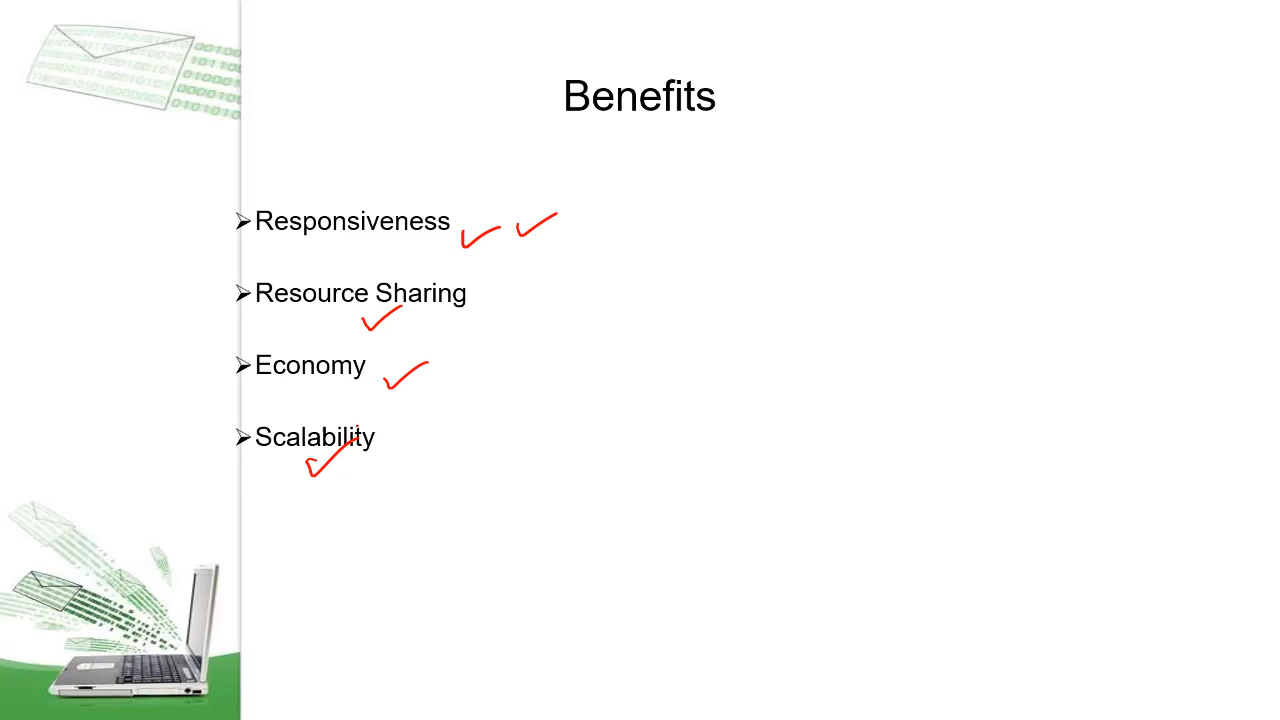 Benefits
➢Responsiveness
➢Resource Sharing
➢Economy
➢Scalability